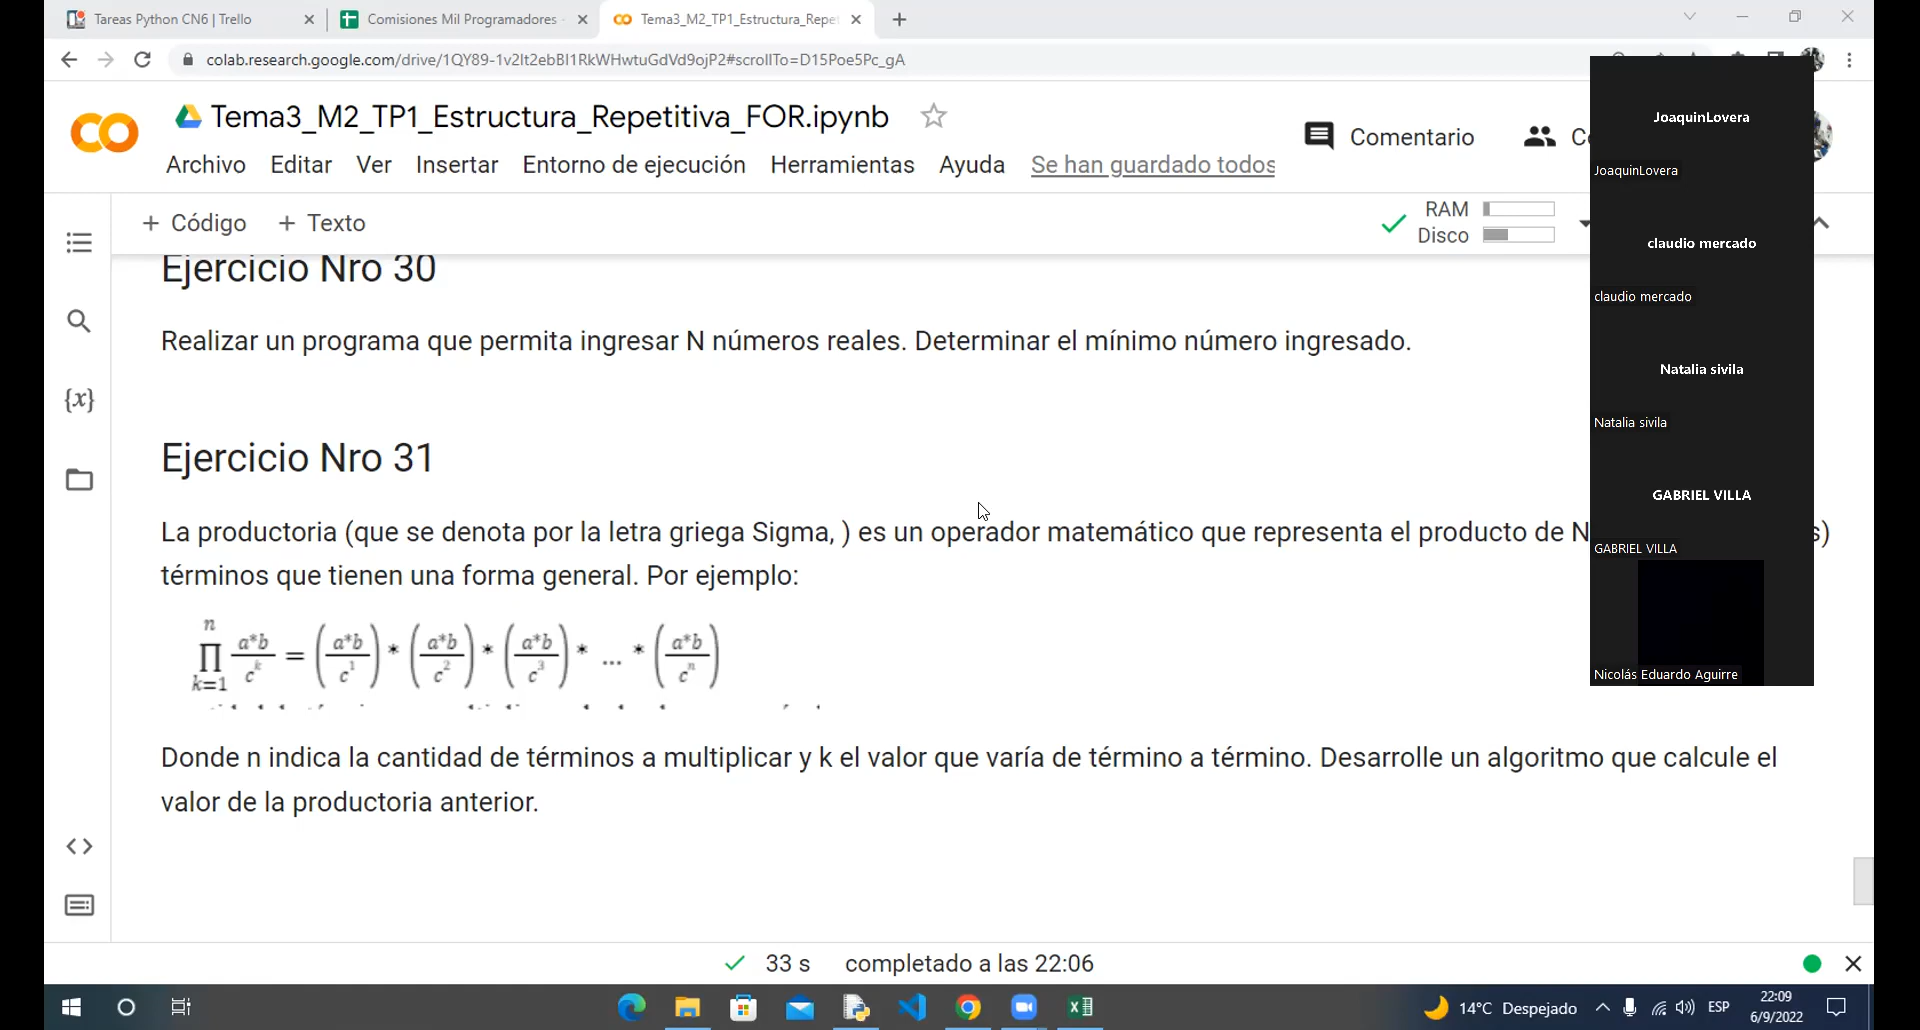 Tareas Python CN6 | Trello
Comisiones Mil Programadores -
Tema3_M2_TP1_Estructura_Repet
colab.research.google.com/drive/1QY89-1v2It2ebBI1RkWHwtuGdVd9ojP2#scrollTo=D15Poe5Pc_gA
Tema3_M2_TP1_Estructura_Repetitiva_FOR.ipynb
Comentario
Archivo Editar Ver Insertar Entorno de ejecución Herramientas Ayuda Se han guardado todos
+ Código + Texto
RAM
Disco
Ejercicio Nro 30
Realizar un programa que permita ingresar N números reales. Determinar el mínimo número ingresado.
Ejercicio Nro 31
La productoria (que se denota por la letra griega Sigma, ) es un operador matemático que representa el producto de N s)
términos que tienen una forma general. Por ejemplo:
n ∏ k=1 a*b / c^k = (a*b / c^1) * (a*b / c^2) * (a*b / c^3) * ... * (a*b / c^n)
Donde n indica la cantidad de términos a multiplicar y k el valor que varía de término a término. Desarrolle un algoritmo que calcule el
valor de la productoria anterior.
JoaquinLovera
JoaquinLovera
claudio mercado
claudio mercado
Natalia sivila
Natalia sivila
GABRIEL VILLA
GABRIEL VILLA
Nicolás Eduardo Aguirre
33 s completado a las 22:06
14°C Despejado
ESP
22:09
6/9/2022